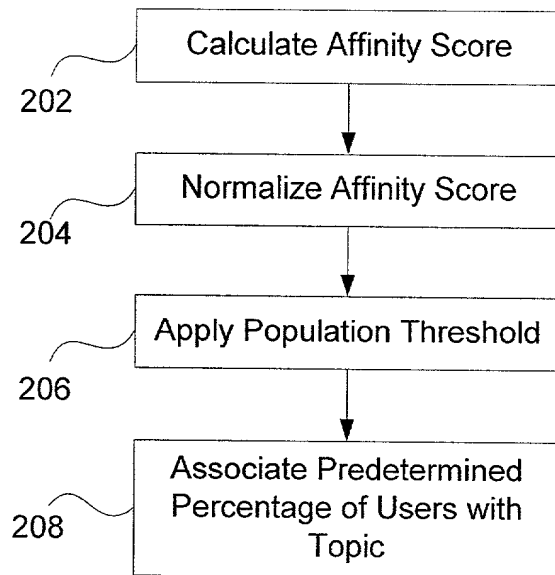 Calculate Affinity Score
202
Normalize Affinity Score
204
Apply Population Threshold
206
Associate Predetermined
Percentage of Users with
Topic
208